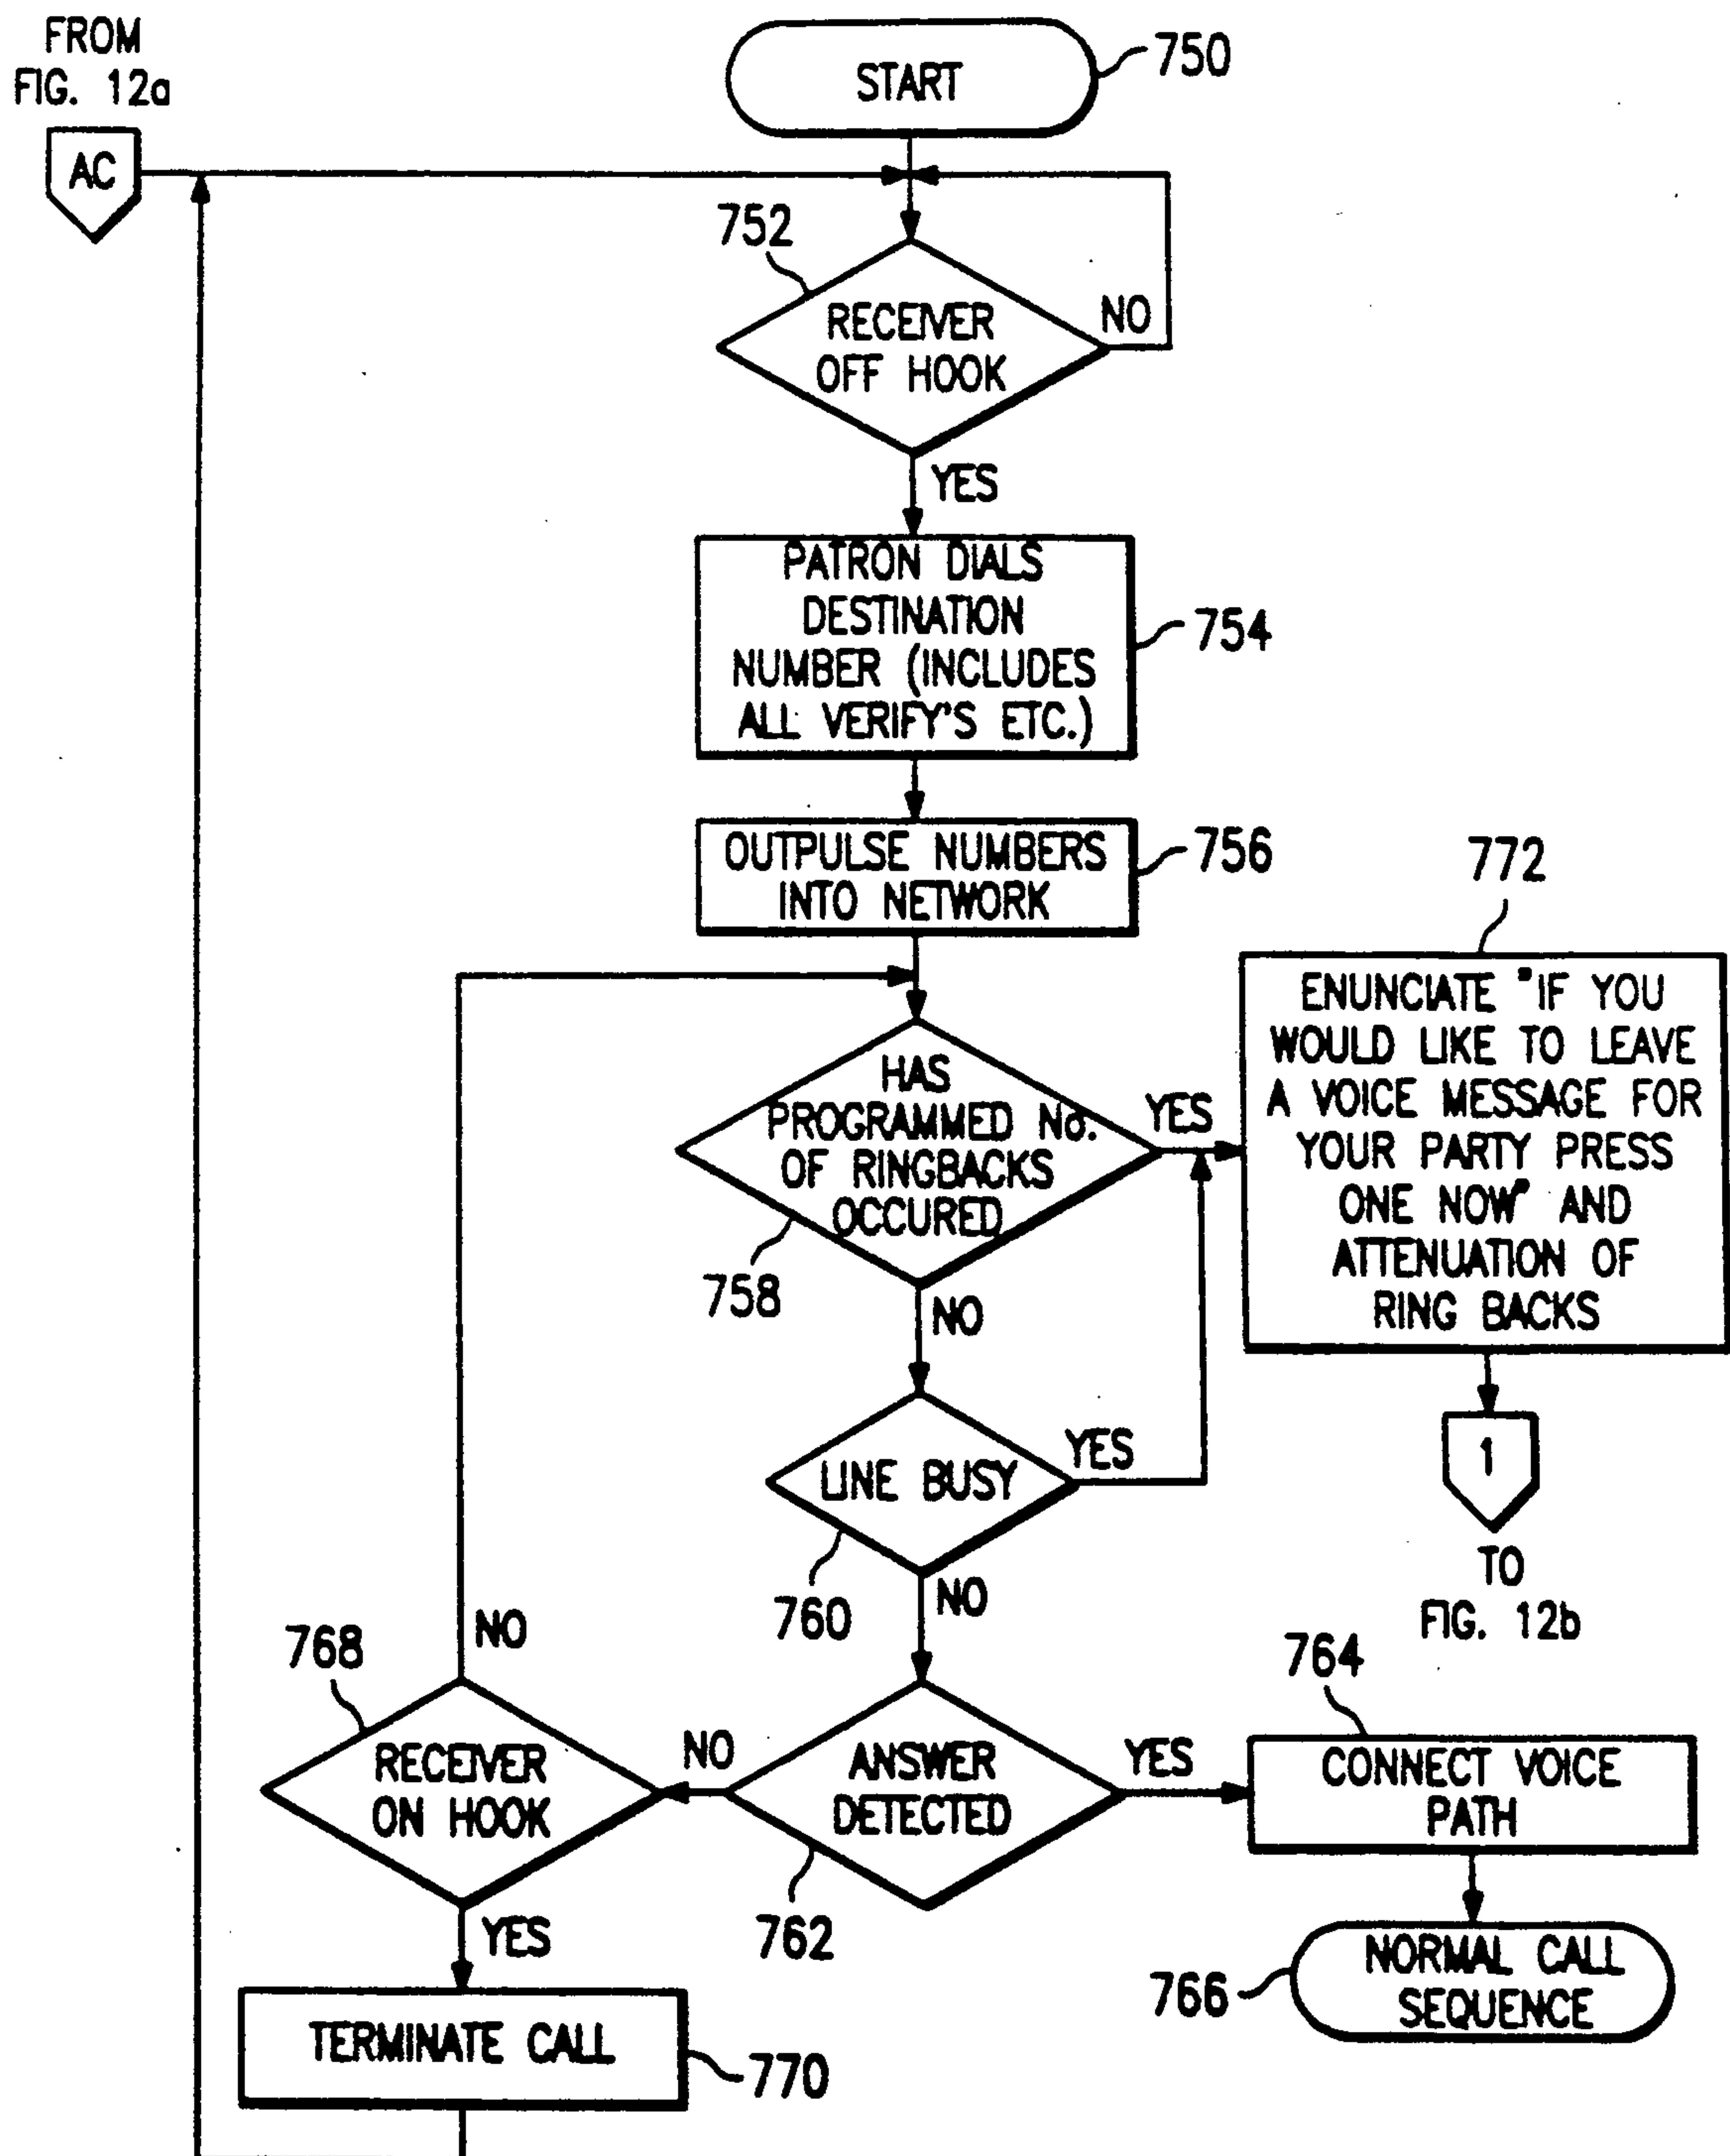 FROM
FIG. 12a
AC
START
750
752
RECEIVER
OFF HOOK
NO
YES
PATRON DIALS
DESTINATION
NUMBER (INCLUDES
ALL VERIFY'S ETC.)
754
OUTPULSE NUMBERS
INTO NETWORK
756
772
ENUNCIATE "IF YOU
WOULD LIKE TO LEAVE
A VOICE MESSAGE FOR
YOUR PARTY PRESS
ONE NOW" AND
ATTENUATION OF
RING BACKS
HAS
PROGRAMMED No.
OF RINGBACKS
OCCURED
YES
758
NO
LINE BUSY
YES
760
NO
1
TO
FIG. 12b
768
NO
RECEIVER
ON HOOK
NO
ANSWER
DETECTED
YES
762
764
CONNECT VOICE
PATH
YES
766
NORMAL CALL
SEQUENCE
TERMINATE CALL
770